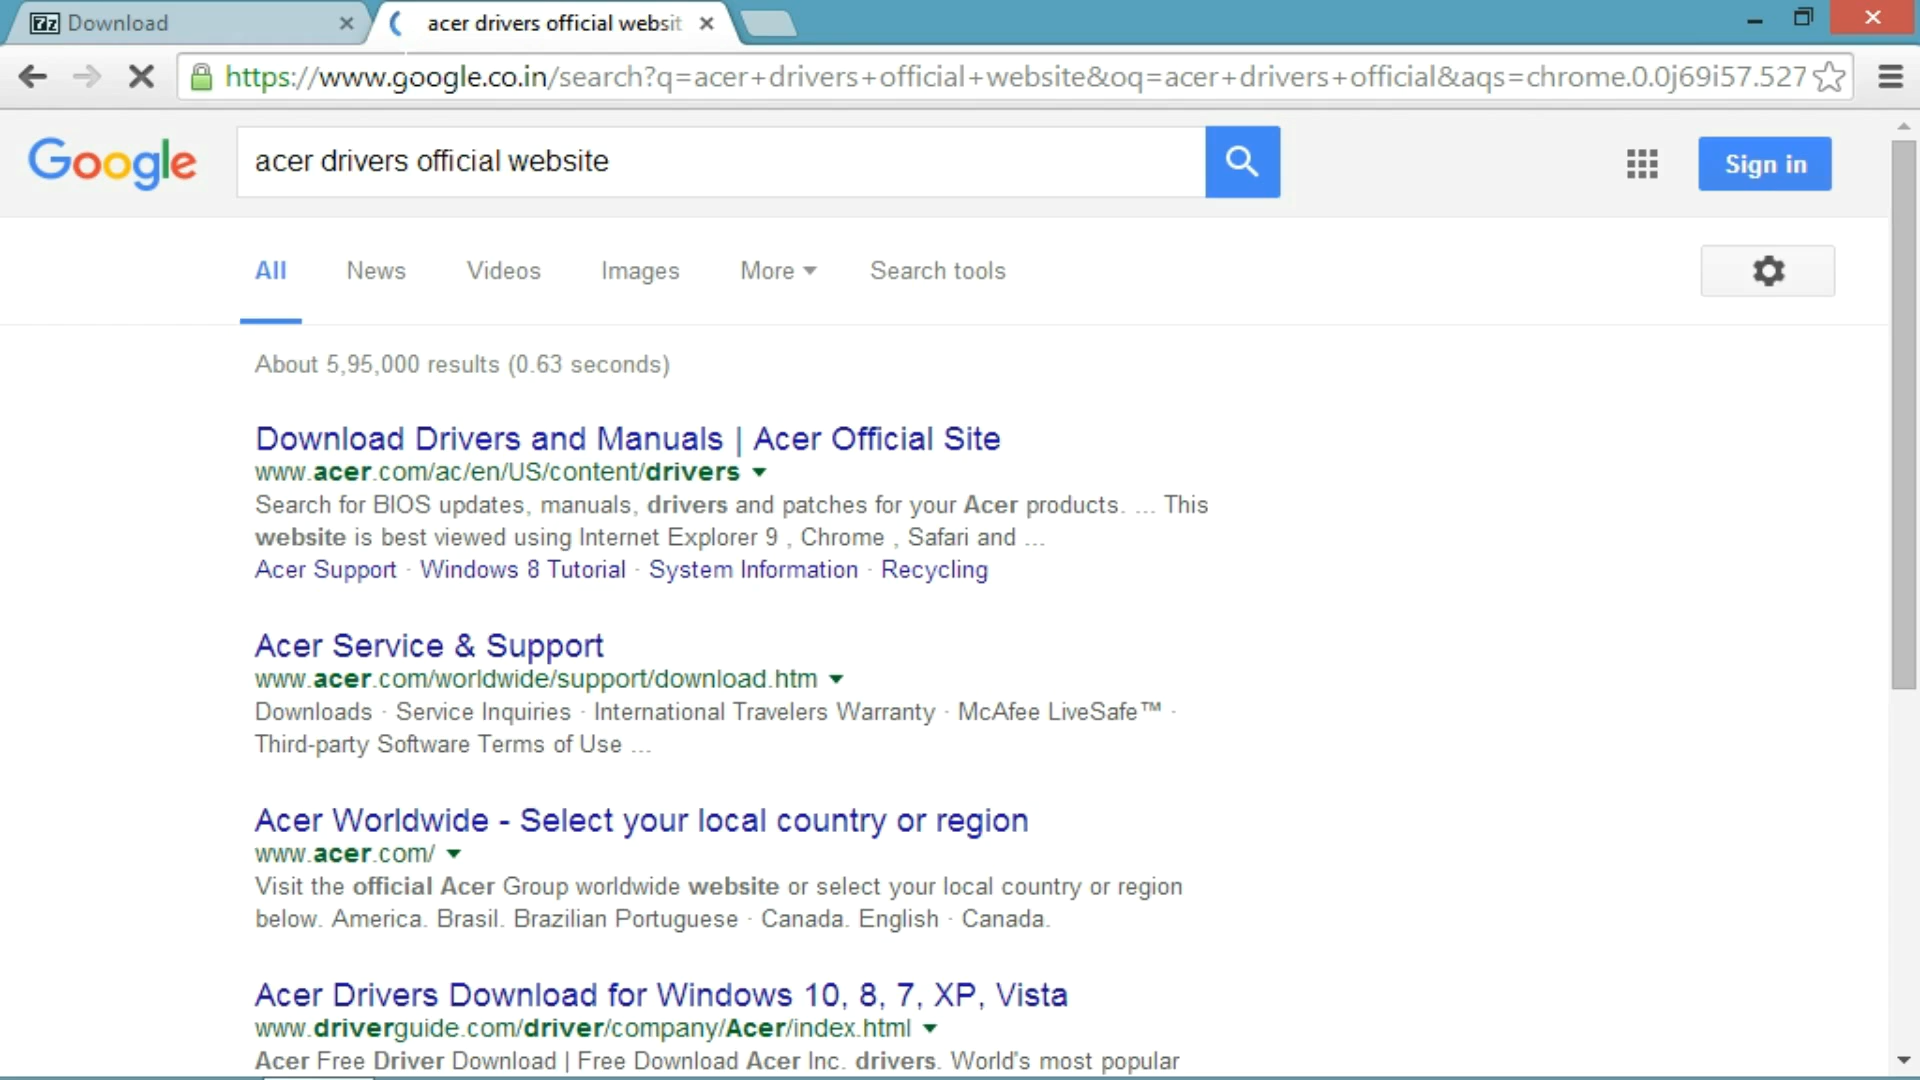 7z Download
acer drivers official websit
https://www.google.co.in/search?q=acer+drivers+official+website&oq=acer+drivers+official&aqs=chrome.0.0j69i57.527
Google
acer drivers official website
Sign in
All News Videos Images More Search tools
About 5,95,000 results (0.63 seconds)
Download Drivers and Manuals | Acer Official Site
www.acer.com/ac/en/US/content/drivers
Search for BIOS updates, manuals, drivers and patches for your Acer products. ... This
website is best viewed using Internet Explorer 9 , Chrome , Safari and ...
Acer Support · Windows 8 Tutorial · System Information · Recycling
Acer Service & Support
www.acer.com/worldwide/support/download.htm
Downloads · Service Inquiries · International Travelers Warranty · McAfee LiveSafe™ ·
Third-party Software Terms of Use ...
Acer Worldwide - Select your local country or region
www.acer.com/
Visit the official Acer Group worldwide website or select your local country or region
below. America. Brasil. Brazilian Portuguese · Canada. English · Canada.
Acer Drivers Download for Windows 10, 8, 7, XP, Vista
www.driverguide.com/driver/company/Acer/index.html
Acer Free Driver Download | Free Download Acer Inc. drivers. World's most popular